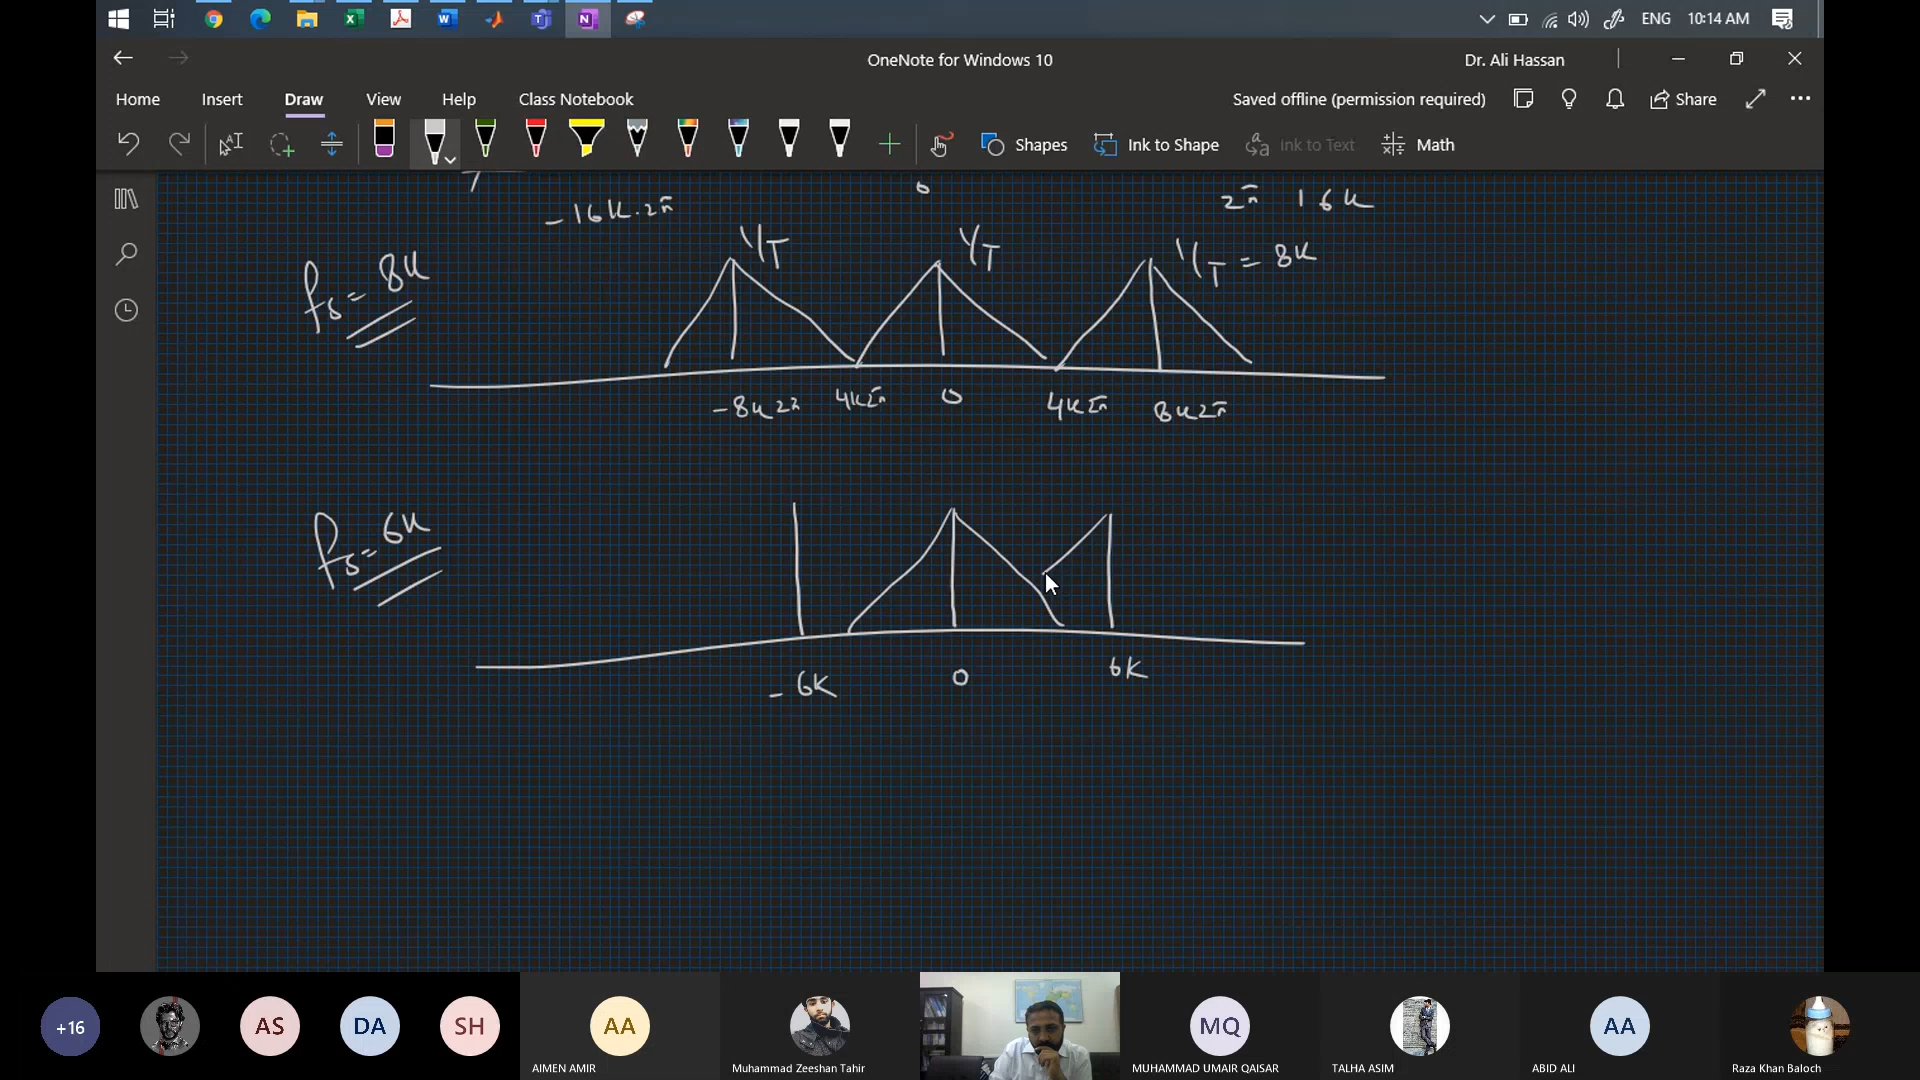 ENG 10:14 AM
OneNote for Windows 10
Dr. Ali Hassan
Home Insert Draw View Help Class Notebook
Saved offline (permission required)
Share
Shapes
Ink to Shape
Ink to Text
Math
0
-16K.2π
2π 16K
1/T 1/T 1/T = 8K
fs = 8K
-8K2π 4K2π 0 4K2π 8K2π
fs = 6K
-6K 0 6K
+16 AS DA SH AA MQ AA
AIMEN AMIR
Muhammad Zeeshan Tahir
MUHAMMAD UMAIR QAISAR
TALHA ASIM
ABID ALI
Raza Khan Baloch